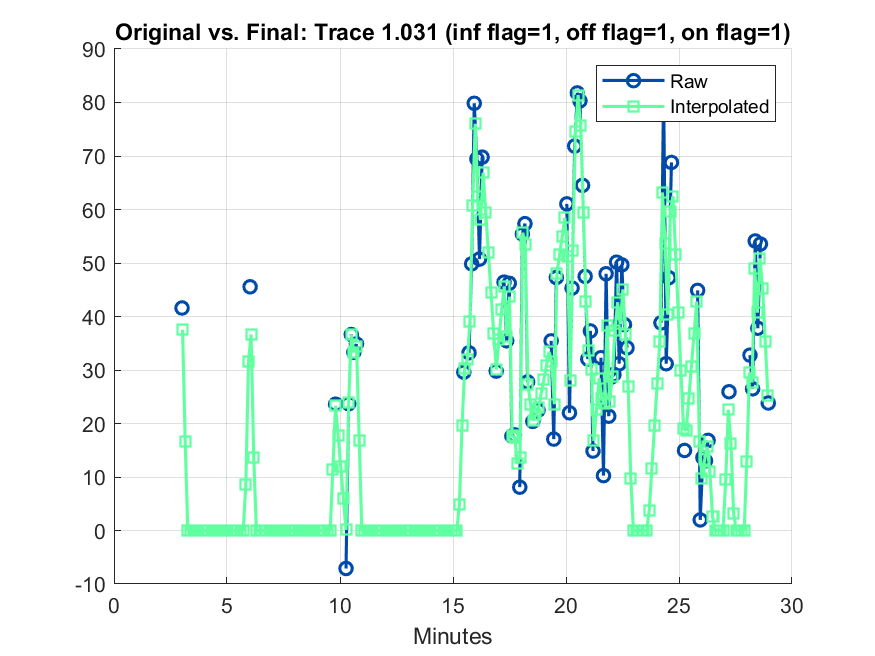 Original vs. Final: Trace 1.031 (inf flag=1, off flag=1, on flag=1)
90
80
70
60
50
40
30
20
10
0
-10
Raw
Interpolated
0 5 10 15 20 25 30
Minutes